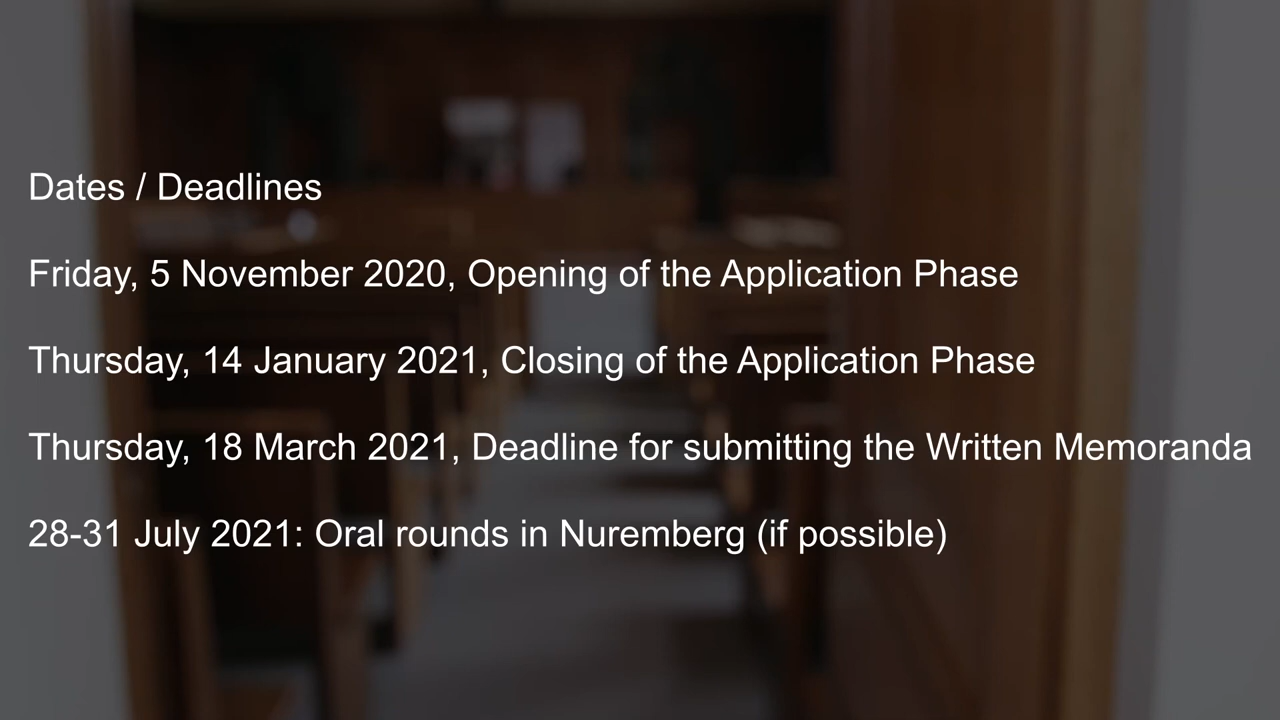 Dates / Deadlines
Friday, 5 November 2020, Opening of the Application Phase
Thursday, 14 January 2021, Closing of the Application Phase
Thursday, 18 March 2021, Deadline for submitting the Written Memoranda
28-31 July 2021: Oral rounds in Nuremberg (if possible)